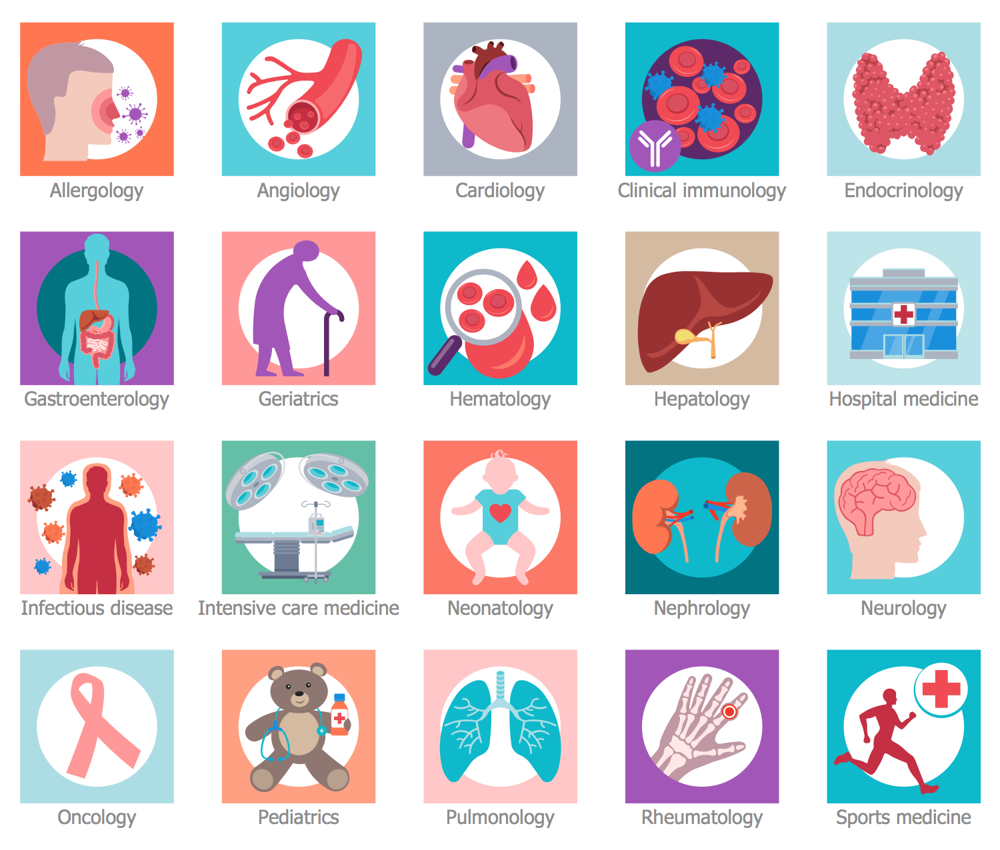 Allergology
Angiology
Cardiology
Clinical immunology
Endocrinology
Gastroenterology
Geriatrics
Hematology
Hepatology
Hospital medicine
Infectious disease
Intensive care medicine
Neonatology
Nephrology
Neurology
Oncology
Pediatrics
Pulmonology
Rheumatology
Sports medicine